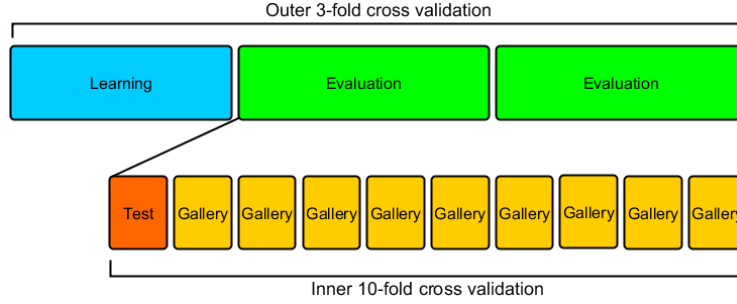 Outer 3-fold cross validation
Learning Evaluation Evaluation
Test Gallery Gallery Gallery Gallery Gallery Gallery Gallery Gallery Gallery
Inner 10-fold cross validation